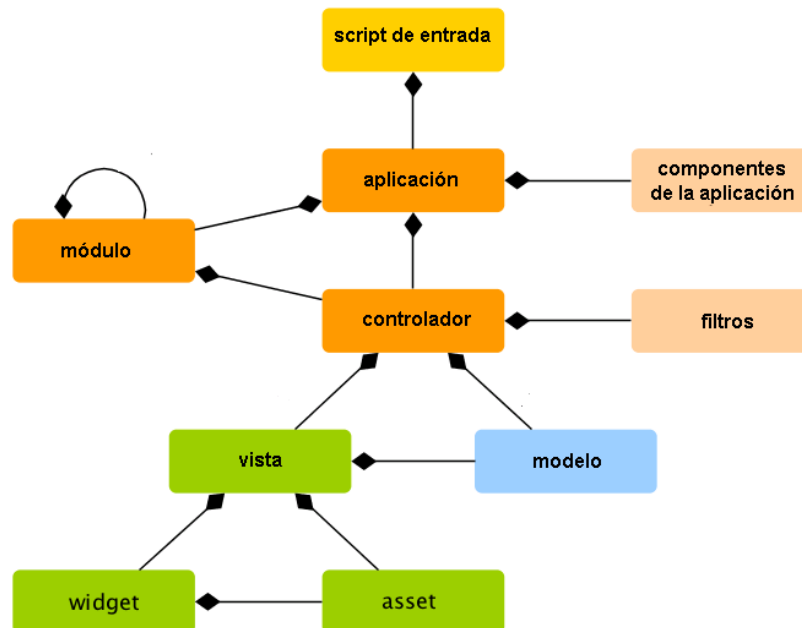 script de entrada
aplicación
componentes
de la aplicación
módulo
controlador
filtros
vista
modelo
widget
asset